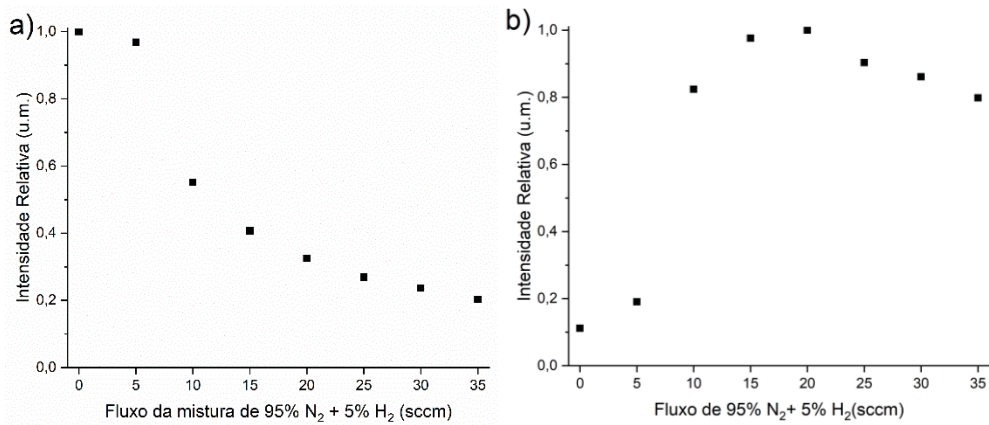 a)
Intensidade Relativa (u.m.)
1,0
0,8
0,6
0,4
0,2
0,0
0 5 10 15 20 25 30 35
Fluxo da mistura de 95% N₂ + 5% H₂ (sccm)
b)
Intensidade Relativa (u.m.)
1,0
0,8
0,6
0,4
0,2
0,0
0 5 10 15 20 25 30 35
Fluxo de 95% N₂+ 5% H₂(sccm)